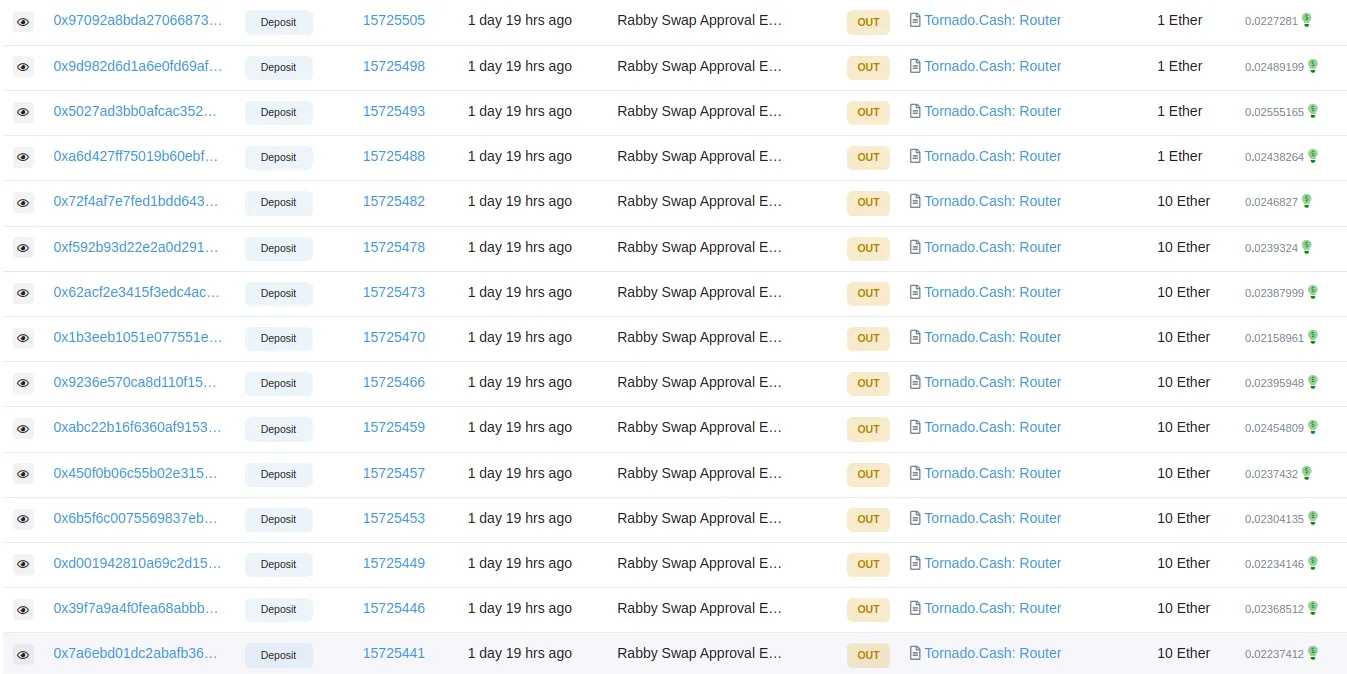 0x97092a8bda27066873... Deposit 15725505 1 day 19 hrs ago Rabby Swap Approval E... OUT Tornado.Cash: Router 1 Ether 0.0227281
0x9d982d6d1a6e0fd69af... Deposit 15725498 1 day 19 hrs ago Rabby Swap Approval E... OUT Tornado.Cash: Router 1 Ether 0.02489199
0x5027ad3bb0afcac352... Deposit 15725493 1 day 19 hrs ago Rabby Swap Approval E... OUT Tornado.Cash: Router 1 Ether 0.02555165
0xa6d427ff75019b60ebf... Deposit 15725488 1 day 19 hrs ago Rabby Swap Approval E... OUT Tornado.Cash: Router 1 Ether 0.02438264
0x72f4af7e7fed1bdd643... Deposit 15725482 1 day 19 hrs ago Rabby Swap Approval E... OUT Tornado.Cash: Router 10 Ether 0.0246827
0xf592b93d22e2a0d291... Deposit 15725478 1 day 19 hrs ago Rabby Swap Approval E... OUT Tornado.Cash: Router 10 Ether 0.0239324
0x62acf2e3415f3edc4ac... Deposit 15725473 1 day 19 hrs ago Rabby Swap Approval E... OUT Tornado.Cash: Router 10 Ether 0.02387999
0x1b3eeb1051e077551e... Deposit 15725470 1 day 19 hrs ago Rabby Swap Approval E... OUT Tornado.Cash: Router 10 Ether 0.02158961
0x9236e570ca8d110f15... Deposit 15725466 1 day 19 hrs ago Rabby Swap Approval E... OUT Tornado.Cash: Router 10 Ether 0.02395948
0xabc22b16f6360af9153... Deposit 15725459 1 day 19 hrs ago Rabby Swap Approval E... OUT Tornado.Cash: Router 10 Ether 0.02454809
0x450f0b06c55b02e315... Deposit 15725457 1 day 19 hrs ago Rabby Swap Approval E... OUT Tornado.Cash: Router 10 Ether 0.0237432
0x6b5f6c0075569837eb... Deposit 15725453 1 day 19 hrs ago Rabby Swap Approval E... OUT Tornado.Cash: Router 10 Ether 0.02304135
0xd001942810a69c2d15... Deposit 15725449 1 day 19 hrs ago Rabby Swap Approval E... OUT Tornado.Cash: Router 10 Ether 0.02234146
0x39f7a9a4f0fea68abbb... Deposit 15725446 1 day 19 hrs ago Rabby Swap Approval E... OUT Tornado.Cash: Router 10 Ether 0.02368512
0x7a6ebd01dc2abafb36... Deposit 15725441 1 day 19 hrs ago Rabby Swap Approval E... OUT Tornado.Cash: Router 10 Ether 0.02237412